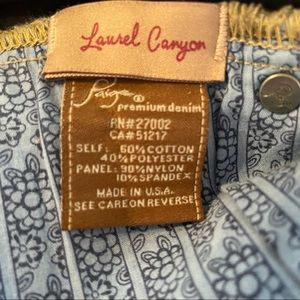 Laurel Canyon
Paige
premium denim
RN#27002
CA#51217
SELF: 60%COTTON
40%POLYESTER
PANEL: 90%NYLON
10%SPANDEX
MADE IN U.S.A.
SEE CARE ON REVERSE